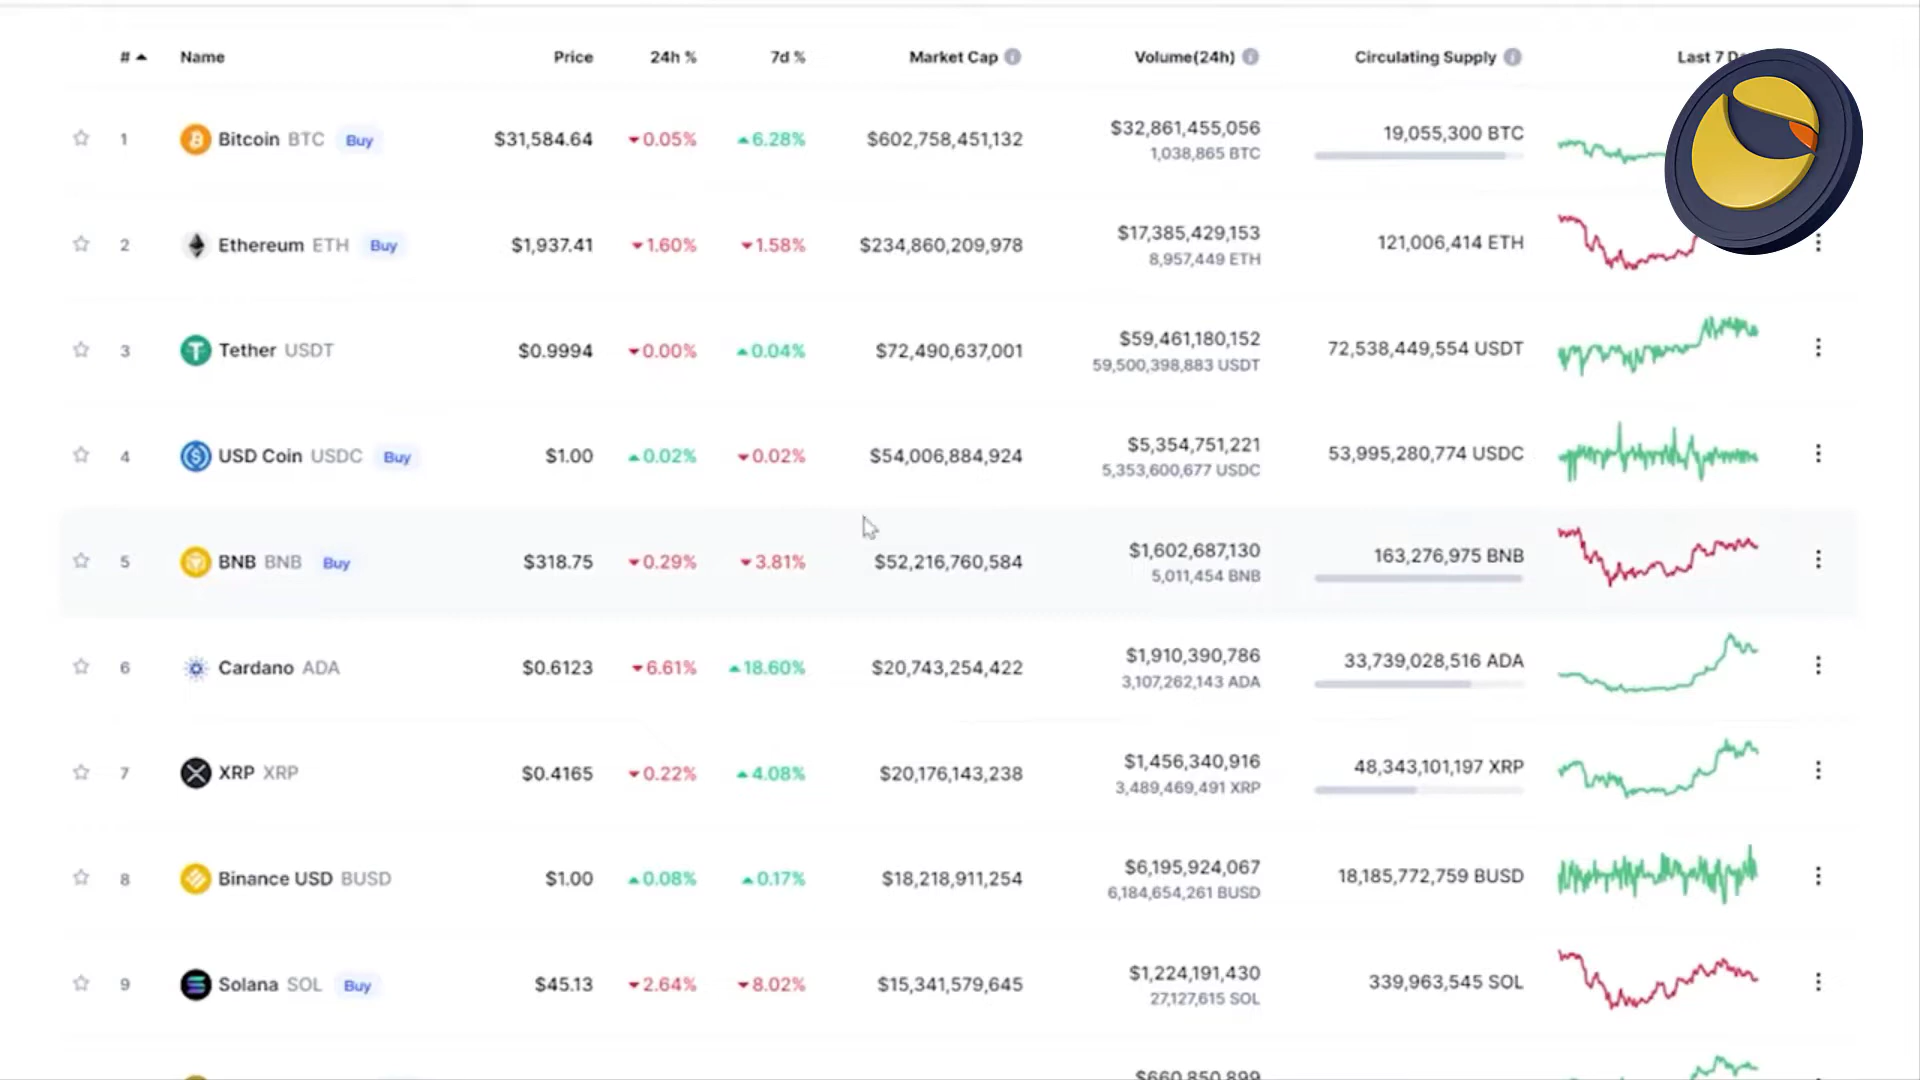 # Name Price 24h % 7d % Market Cap Volume(24h) Circulating Supply Last 7
1 Bitcoin BTC Buy $31,584.64 0.05% 6.28% $602,758,451,132 $32,861,455,056 19,055,300 BTC
1,038,865 BTC
2 Ethereum ETH Buy $1,937.41 1.60% 1.58% $234,860,209,978 $17,385,429,153 121,006,414 ETH
8,957,449 ETH
3 Tether USDT $0.9994 0.00% 0.04% $72,490,637,001 $59,461,180,152 72,538,449,554 USDT
59,500,398,883 USDT
4 USD Coin USDC Buy $1.00 0.02% 0.02% $54,006,884,924 $5,354,751,221 53,995,280,774 USDC
5,353,600,677 USDC
5 BNB BNB Buy $318.75 0.29% 3.81% $52,216,760,584 $1,602,687,130 163,276,975 BNB
5,011,454 BNB
6 Cardano ADA $0.6123 6.61% 18.60% $20,743,254,422 $1,910,390,786 33,739,028,516 ADA
3,107,262,143 ADA
7 XRP XRP $0.4165 0.22% 4.08% $20,176,143,238 $1,456,340,916 48,343,101,197 XRP
3,489,469,491 XRP
8 Binance USD BUSD $1.00 0.08% 0.17% $18,218,911,254 $6,195,924,067 18,185,772,759 BUSD
6,184,654,261 BUSD
9 Solana SOL Buy $45.13 2.64% 8.02% $15,341,579,645 $1,224,191,430 339,963,545 SOL
27,127,615 SOL
$660,850,899